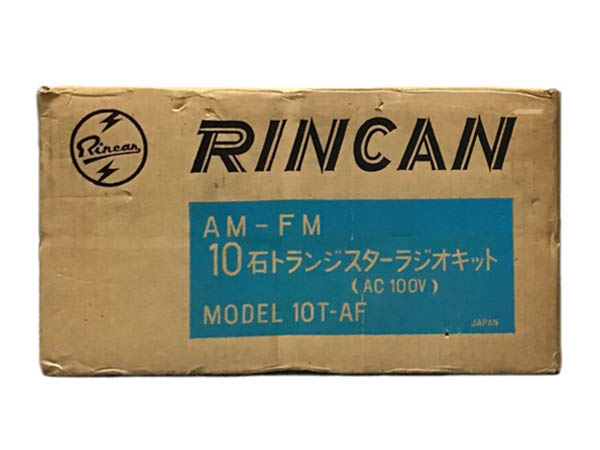 Rincan
RINCAN
AM-FM
10石トランジスターラジオキット
(AC 100V)
MODEL 10T-AF
JAPAN